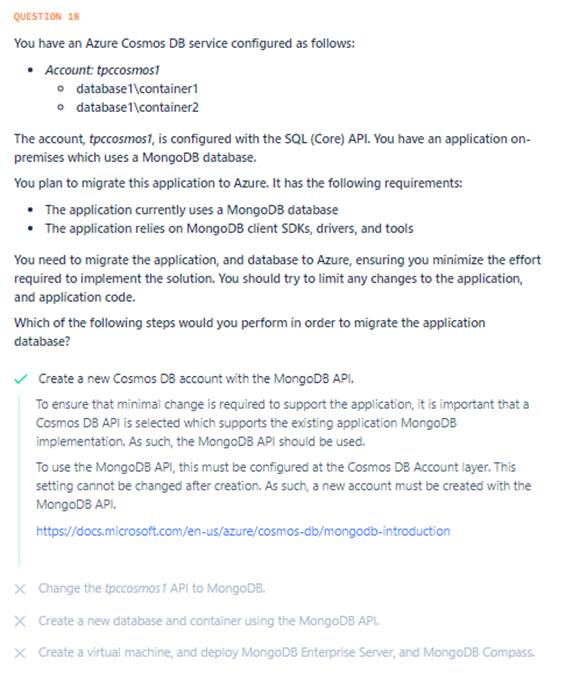 QUESTION 18
You have an Azure Cosmos DB service configured as follows:
• Account: tpccosmos1
database1\container1
database1\container2
The account, tpccosmos1, is configured with the SQL (Core) API. You have an application on-
premises which uses a MongoDB database.
You plan to migrate this application to Azure. It has the following requirements:
• The application currently uses a MongoDB database
• The application relies on MongoDB client SDKs, drivers, and tools
You need to migrate the application, and database to Azure, ensuring you minimize the effort
required to implement the solution. You should try to limit any changes to the application,
and application code.
Which of the following steps would you perform in order to migrate the application
database?
Create a new Cosmos DB account with the MongoDB API.
To ensure that minimal change is required to support the application, it is important that a
Cosmos DB API is selected which supports the existing application MongoDB
implementation. As such, the MongoDB API should be used.
To use the MongoDB API, this must be configured at the Cosmos DB Account layer. This
setting cannot be changed after creation. As such, a new account must be created with the
MongoDB API.
https://docs.microsoft.com/en-us/azure/cosmos-db/mongodb-introduction
Change the tpccosmos1 API to MongoDB.
Create a new database and container using the MongoDB API.
Create a virtual machine, and deploy MongoDB Enterprise Server, and MongoDB Compass.